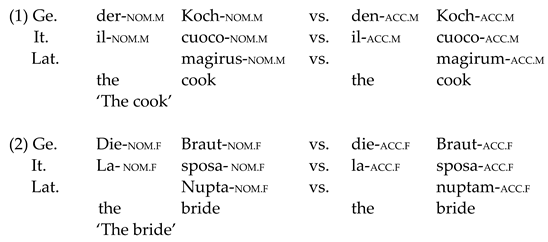 (1) Ge. der-NOM.M Koch-NOM.M vs. den-ACC.M Koch-ACC.M
It. il-NOM.M cuoco-NOM.M vs. il-ACC.M cuoco-ACC.M
Lat. magirus-NOM.M vs. magirum-ACC.M
the cook the cook
‘The cook’
(2) Ge. Die-NOM.F Braut-NOM.F vs. die-ACC.F Braut-ACC.F
It. La- NOM.F sposa- NOM.F vs. la-ACC.F sposa-ACC.F
Lat. Nupta-NOM.F vs. nuptam-ACC.F
the bride the bride
‘The bride’